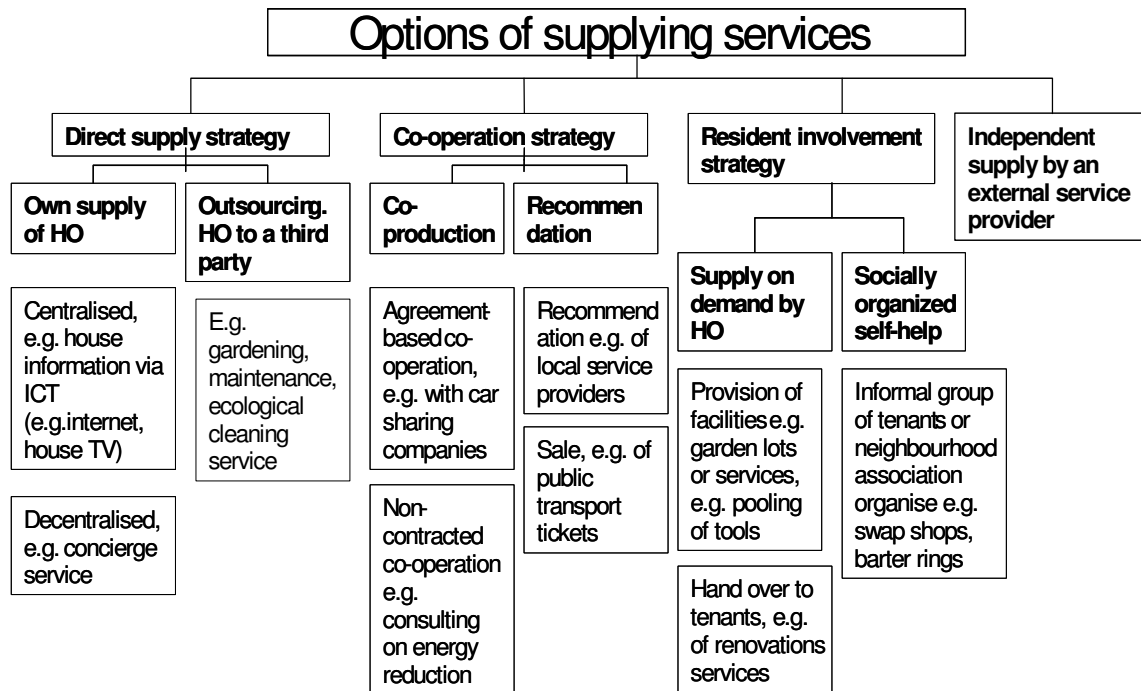 Options of supplying services
Direct supply strategy
Co-operation strategy
Resident involvement
strategy
Independent
supply by an
external service
provider
Own supply
of HO
Outsourcing.
HO to a third
party
Co-
production
Recommen
dation
Supply on
demand by
HO
Socially
organized
self-help
Centralised,
e.g. house
information via
ICT
(e.g.internet,
house TV)
Decentralised,
e.g. concierge
service
E.g.
gardening,
maintenance,
ecological
cleaning
service
Agreement-
based co-
operation,
e.g. with car
sharing
companies
Non-
contracted
co-operation
e.g.
consulting
on energy
reduction
Recommend
ation e.g. of
local service
providers
Sale, e.g. of
public
transport
tickets
Provision of
facilities e.g.
garden lots
or services,
e.g. pooling
of tools
Hand over to
tenants, e.g.
of renovations
services
Informal group
of tenants or
neighbourhood
association
organise e.g.
swap shops,
barter rings